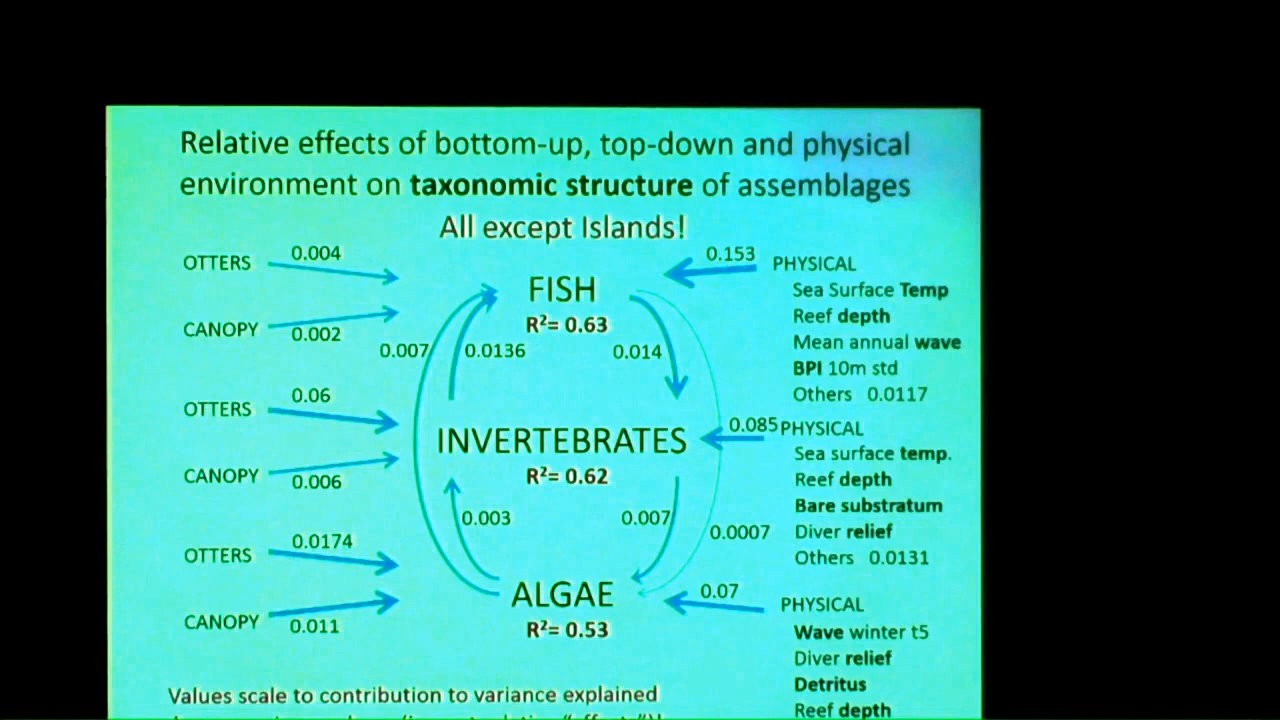 Relative effects of bottom-up, top-down and physical
environment on taxonomic structure of assemblages
All except Islands!
OTTERS 0.004
CANOPY 0.002
OTTERS 0.06
CANOPY 0.006
OTTERS 0.0174
CANOPY 0.011
FISH
R²= 0.63
0.007 0.0136 0.014
INVERTEBRATES
R²= 0.62
0.003 0.007 0.0007
ALGAE
R²= 0.53
0.153 PHYSICAL
Sea Surface Temp
Reef depth
Mean annual wave
BPI 10m std
Others 0.0117
0.085 PHYSICAL
Sea surface temp.
Reef depth
Bare substratum
Diver relief
Others 0.0131
0.07 PHYSICAL
Wave winter t5
Diver relief
Detritus
Reef depth
Values scale to contribution to variance explained